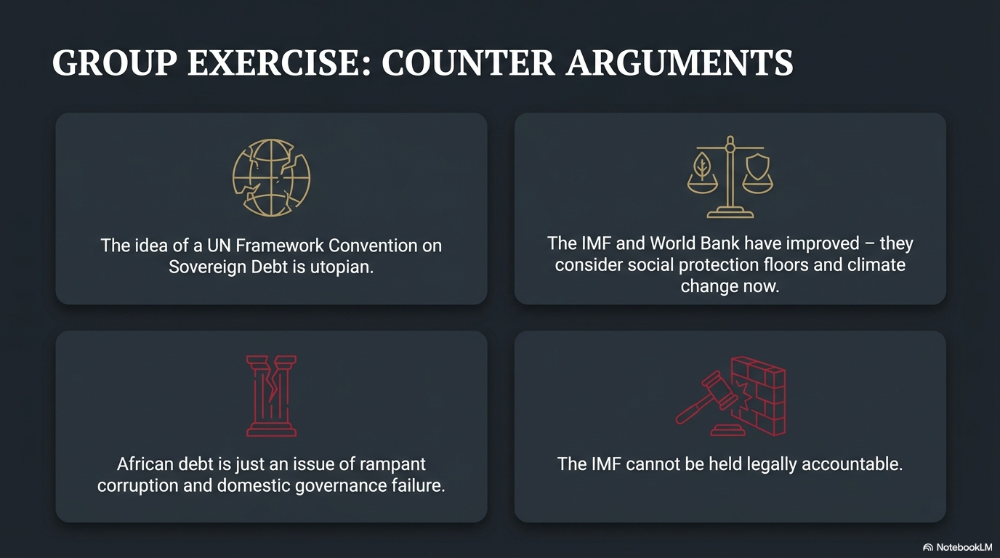 GROUP EXERCISE: COUNTER ARGUMENTS
The idea of a UN Framework Convention on
Sovereign Debt is utopian.
The IMF and World Bank have improved – they
consider social protection floors and climate
change now.
African debt is just an issue of rampant
corruption and domestic governance failure.
The IMF cannot be held legally accountable.
NotebookLM